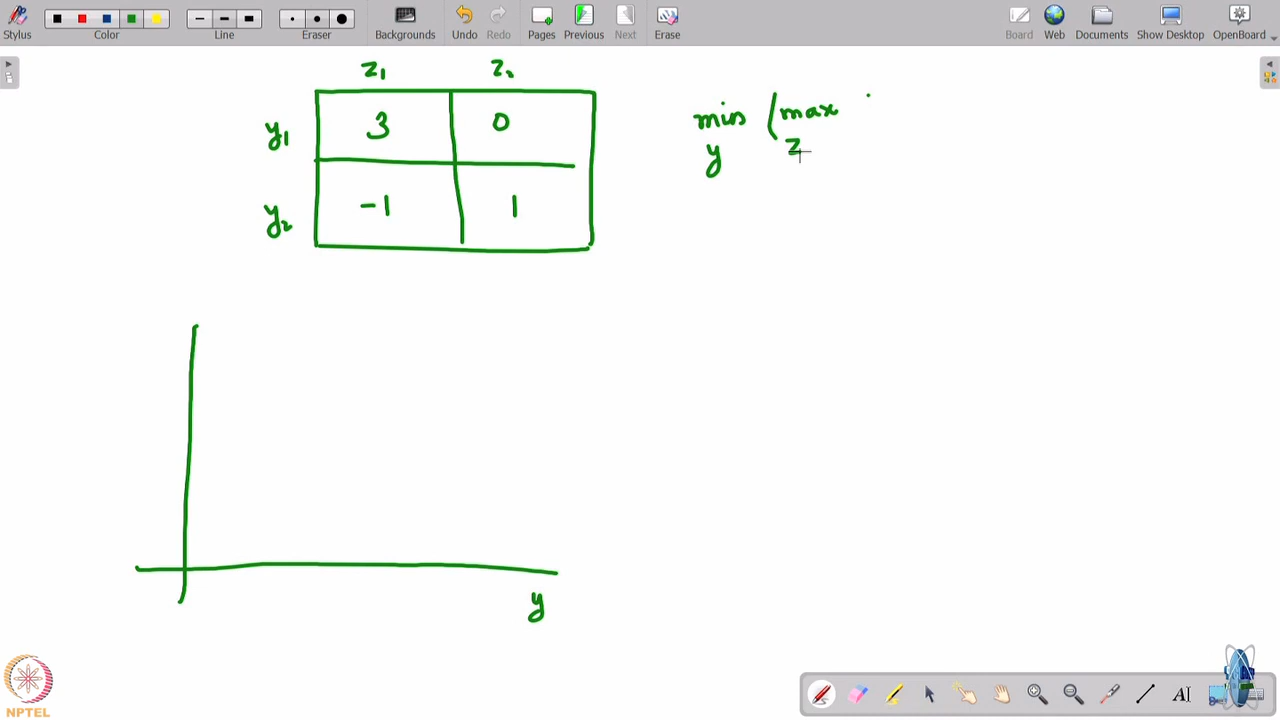 Stylus Color Line Eraser Backgrounds Undo Redo Pages Previous Next Erase Board Web Documents Show Desktop OpenBoard
z₁ z₂
y₁ 3 0
min (max
y z
y₂ -1 1
y
NPTEL